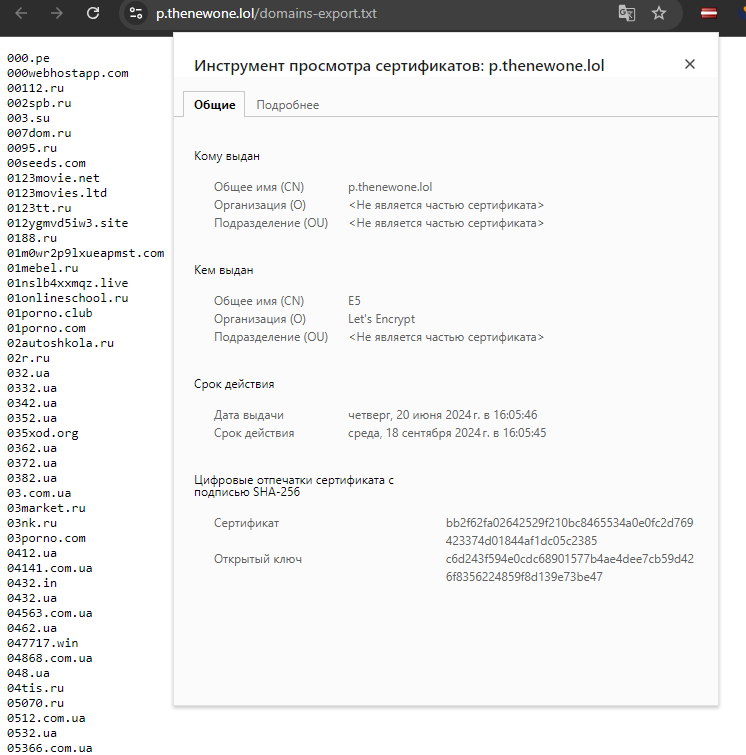 p.thenewone.lol/domains-export.txt
000.pe
000webhostapp.com
00112.ru
002spb.ru
003.su
007dom.ru
0095.ru
00seeds.com
0123movie.net
0123movies.ltd
0123tt.ru
012ygmvd5iw3.site
0188.ru
01m0wr2p9lxueapmst.com
01mebel.ru
01nslb4xxmqz.live
01onlineschool.ru
01porno.club
01porno.com
02autoshkola.ru
02r.ru
032.ua
0332.ua
0342.ua
0352.ua
035xod.org
0362.ua
0372.ua
0382.ua
03.com.ua
03market.ru
03nk.ru
03porno.com
0412.ua
04141.com.ua
0432.in
0432.ua
04563.com.ua
0462.ua
047717.win
04868.com.ua
048.ua
04tis.ru
05070.ru
0512.com.ua
0532.ua
05366.com.ua
Инструмент просмотра сертификатов: p.thenewone.lol
Общие
Подробнее
Кому выдан
Общее имя (CN) p.thenewone.lol
Организация (O) <Не является частью сертификата>
Подразделение (OU) <Не является частью сертификата>
Кем выдан
Общее имя (CN) E5
Организация (O) Let's Encrypt
Подразделение (OU) <Не является частью сертификата>
Срок действия
Дата выдачи четверг, 20 июня 2024 г. в 16:05:46
Срок действия среда, 18 сентября 2024 г. в 16:05:45
Цифровые отпечатки сертификата с
подписью SHA-256
Сертификат bb2f62fa02642529f210bc8465534a0e0fc2d769
423374d01844af1dc05c2385
Открытый ключ c6d243f594e0cdc68901577b4ae4dee7cb59d42
6f8356224859f8d139e73be47